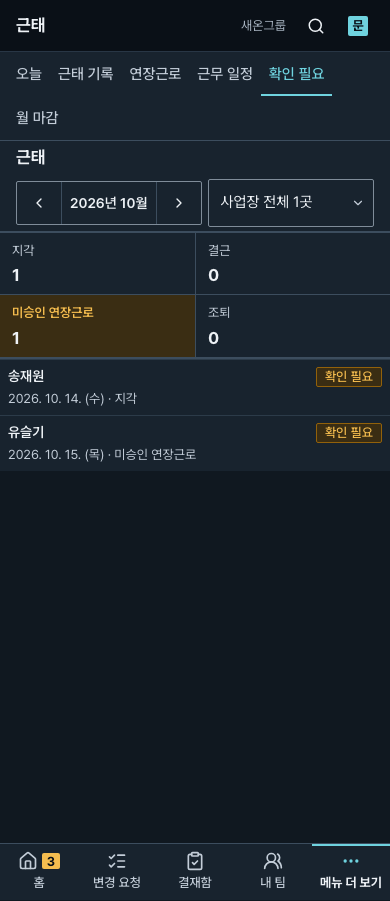 근태
새온그룹
문
오늘 근태 기록 연장근로 근무 일정 확인 필요
월 마감
근태
2026년 10월
사업장 전체 1곳
지각
1
결근
0
미승인 연장근로
1
조퇴
0
송재원
확인 필요
2026. 10. 14. (수) · 지각
유슬기
확인 필요
2026. 10. 15. (목) · 미승인 연장근로
3
홈 변경 요청 결재함 내 팀 메뉴 더 보기